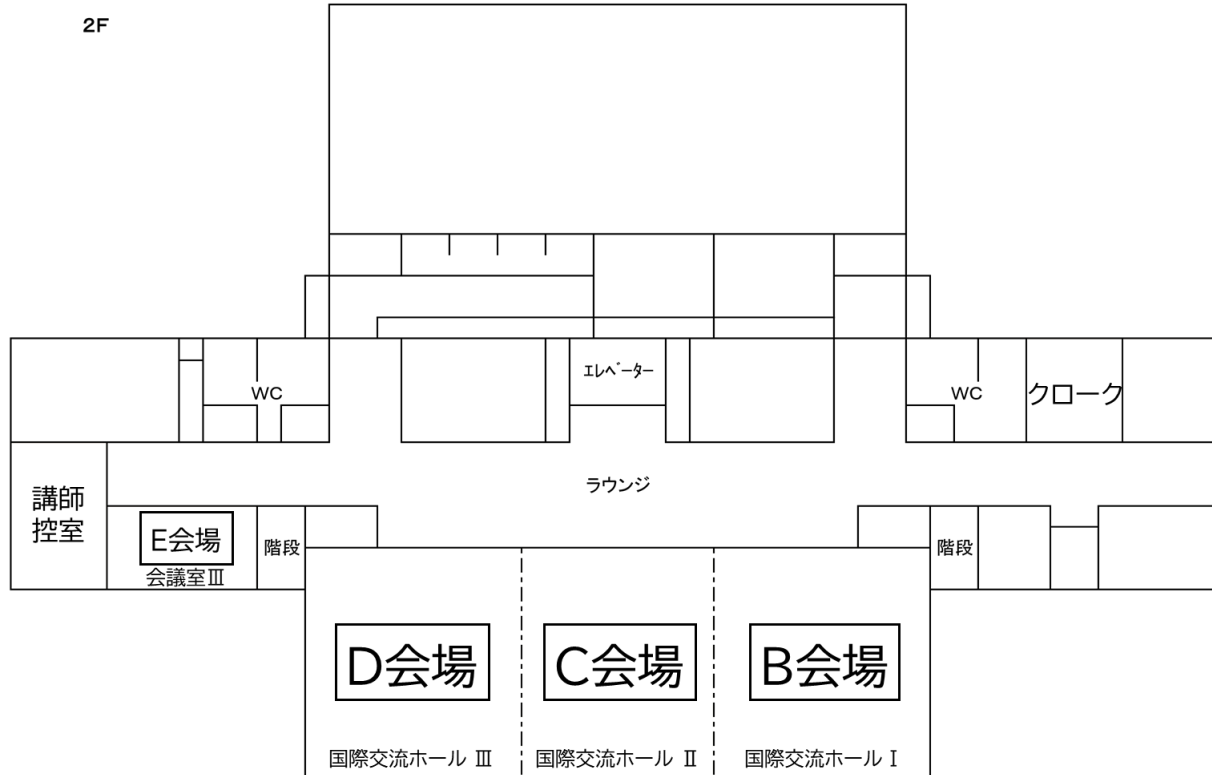 2F
エレベーター
WC
WC
クローク
ラウンジ
講師
控室
E会場
会議室Ⅲ
階段
階段
D会場
C会場
B会場
国際交流ホール Ⅲ
国際交流ホール Ⅱ
国際交流ホール Ⅰ